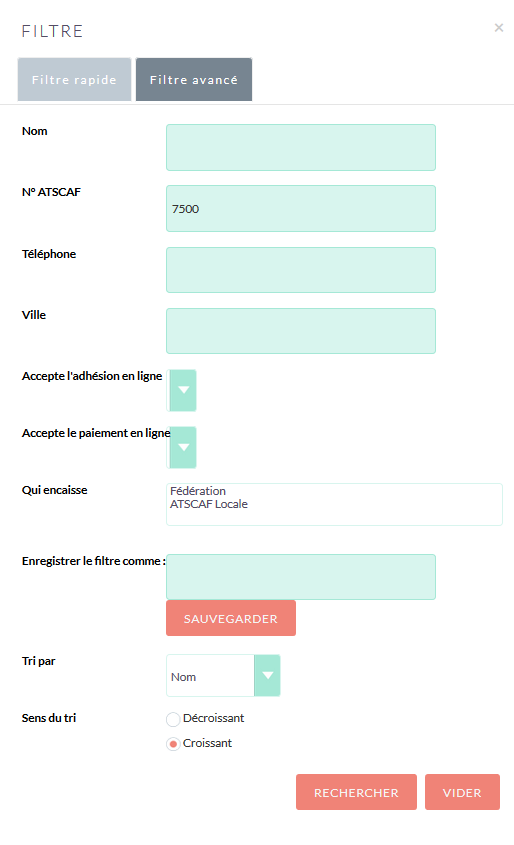 FILTRE
×
Filtre rapide
Filtre avancé
Nom
N° ATSCAF
7500
Téléphone
Ville
Accepte l'adhésion en ligne
Accepte le paiement en ligne
Qui encaisse
Fédération
ATSCAF Locale
Enregistrer le filtre comme :
SAUVEGARDER
Tri par
Nom
Sens du tri
Décroissant
Croissant
RECHERCHER
VIDER